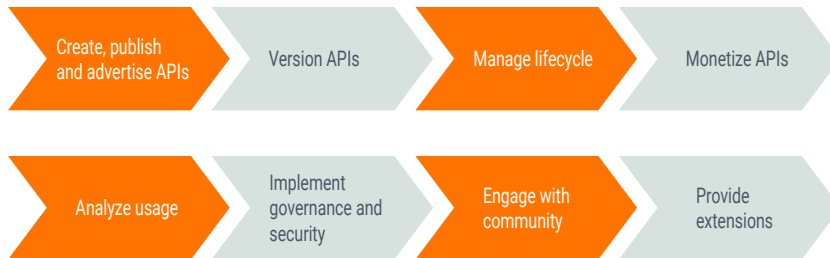 Create, publish
and advertise APIs
Version APIs
Manage lifecycle
Monetize APIs
Analyze usage
Implement
governance and
security
Engage with
community
Provide
extensions